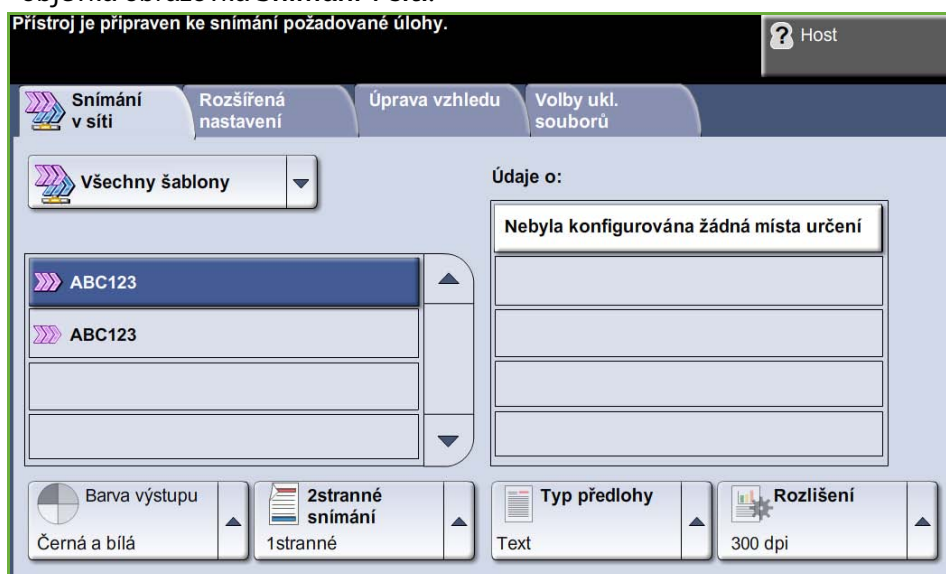 Přístroj je připraven ke snímání požadované úlohy.
Host
Snímání
v síti
Rozšířená
nastavení
Úprava vzhledu
Volby ukl.
souborů
Všechny šablony
Údaje o:
Nebyla konfigurována žádná místa určení
ABC123
ABC123
Barva výstupu
Černá a bílá
2stranné
snímání
1stranné
Typ předlohy
Text
Rozlišení
300 dpi